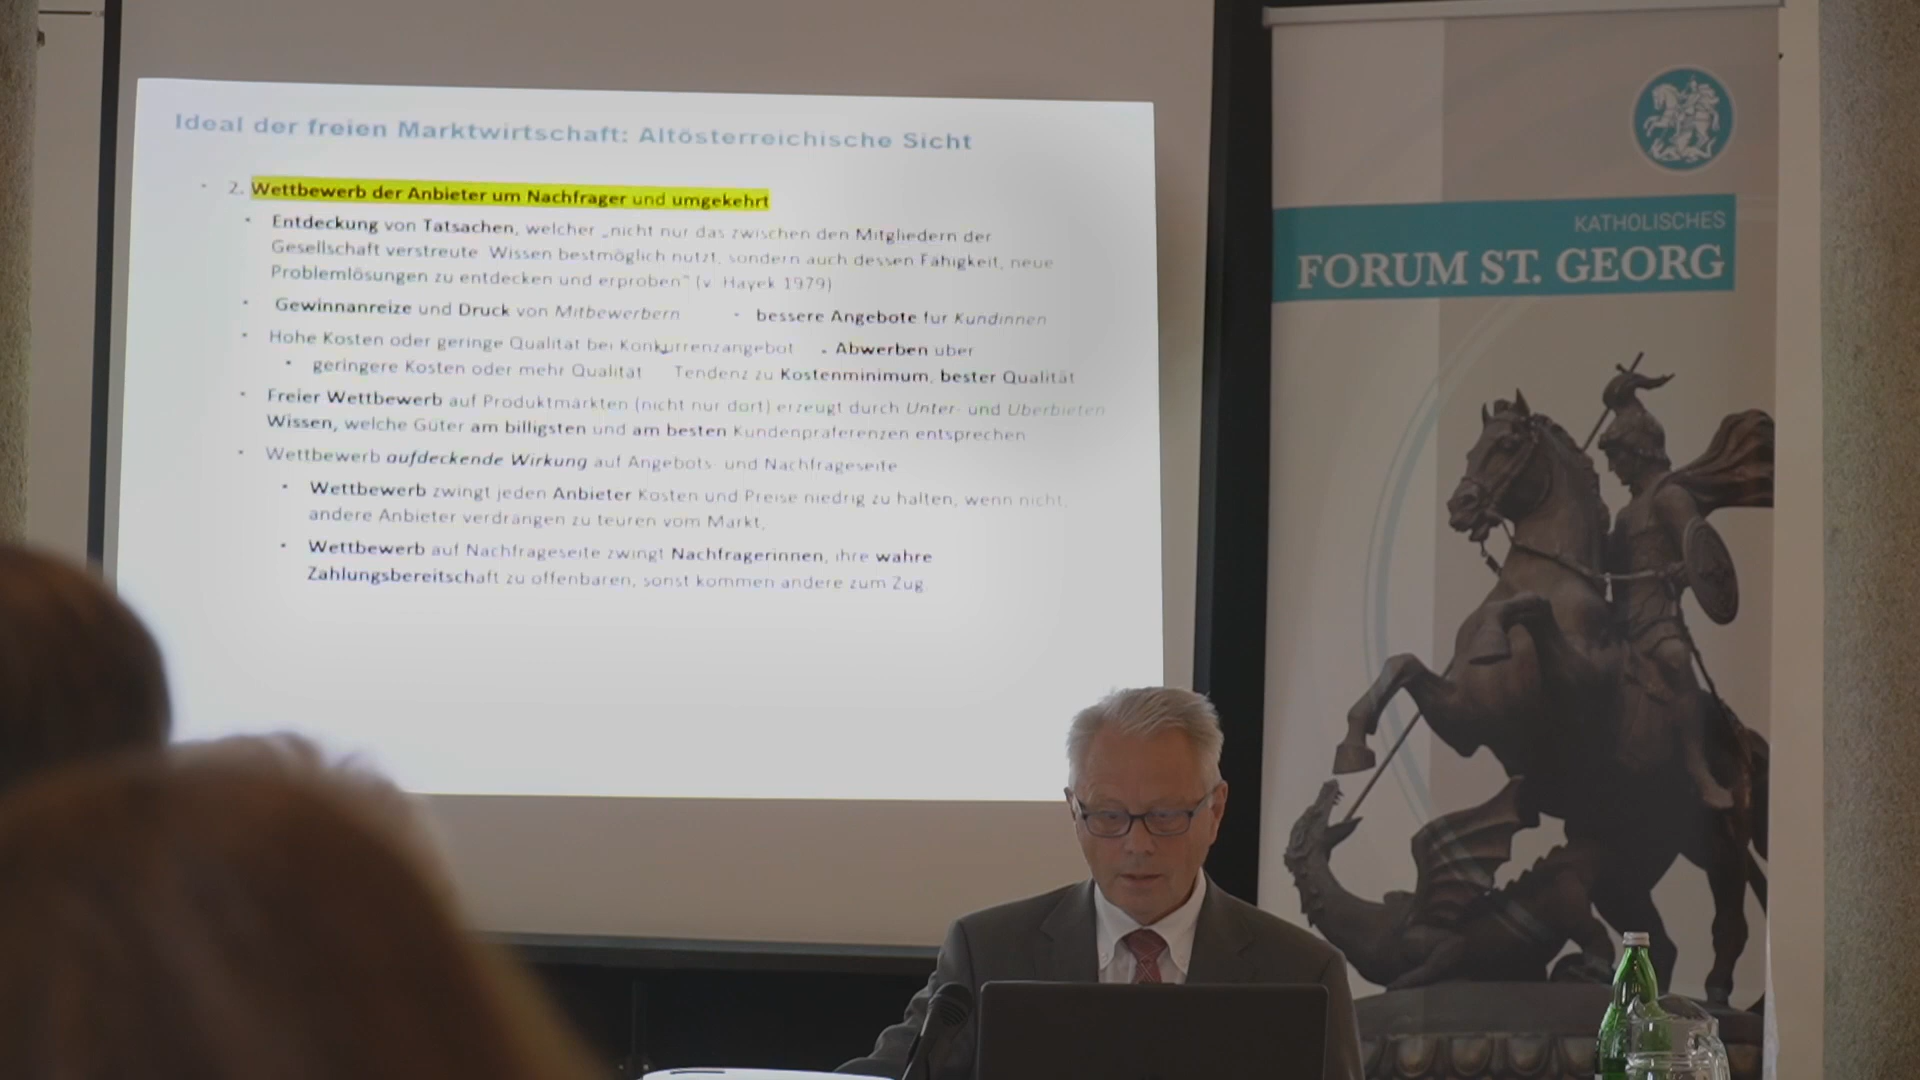 Ideal der freien Marktwirtschaft: Altösterreichische Sicht
2. Wettbewerb der Anbieter um Nachfrager und umgekehrt
Entdeckung von Tatsachen, welcher „nicht nur das zwischen den Mitgliedern der
Gesellschaft verstreute Wissen bestmöglich nutzt, sondern auch dessen Fähigkeit, neue
Problemlösungen zu entdecken und erproben" (v. Hayek 1979)
Gewinnanreize und Druck von Mitbewerbern - bessere Angebote für KundInnen
Hohe Kosten oder geringe Qualität bei Konkurrenzangebot - Abwerben über
geringere Kosten oder mehr Qualität Tendenz zu Kostenminimum, bester Qualität
Freier Wettbewerb auf Produktmärkten (nicht nur dort) erzeugt durch Unter- und Überbieten
Wissen, welche Güter am billigsten und am besten Kundenpräferenzen entsprechen
Wettbewerb aufdeckende Wirkung auf Angebots- und Nachfrageseite
Wettbewerb zwingt jeden Anbieter Kosten und Preise niedrig zu halten, wenn nicht,
andere Anbieter verdrängen zu teuren vom Markt.
Wettbewerb auf Nachfrageseite zwingt NachfragerInnen, ihre wahre
Zahlungsbereitschaft zu offenbaren, sonst kommen andere zum Zug.
KATHOLISCHES
FORUM ST. GEORG